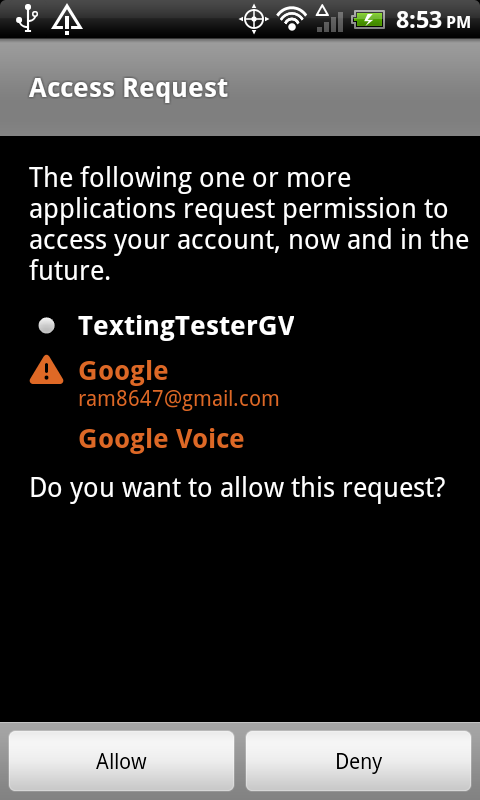 8:53 PM
Access Request
The following one or more
applications request permission to
access your account, now and in the
future.
TextingTesterGV
Google
ram8647@gmail.com
Google Voice
Do you want to allow this request?
Allow
Deny